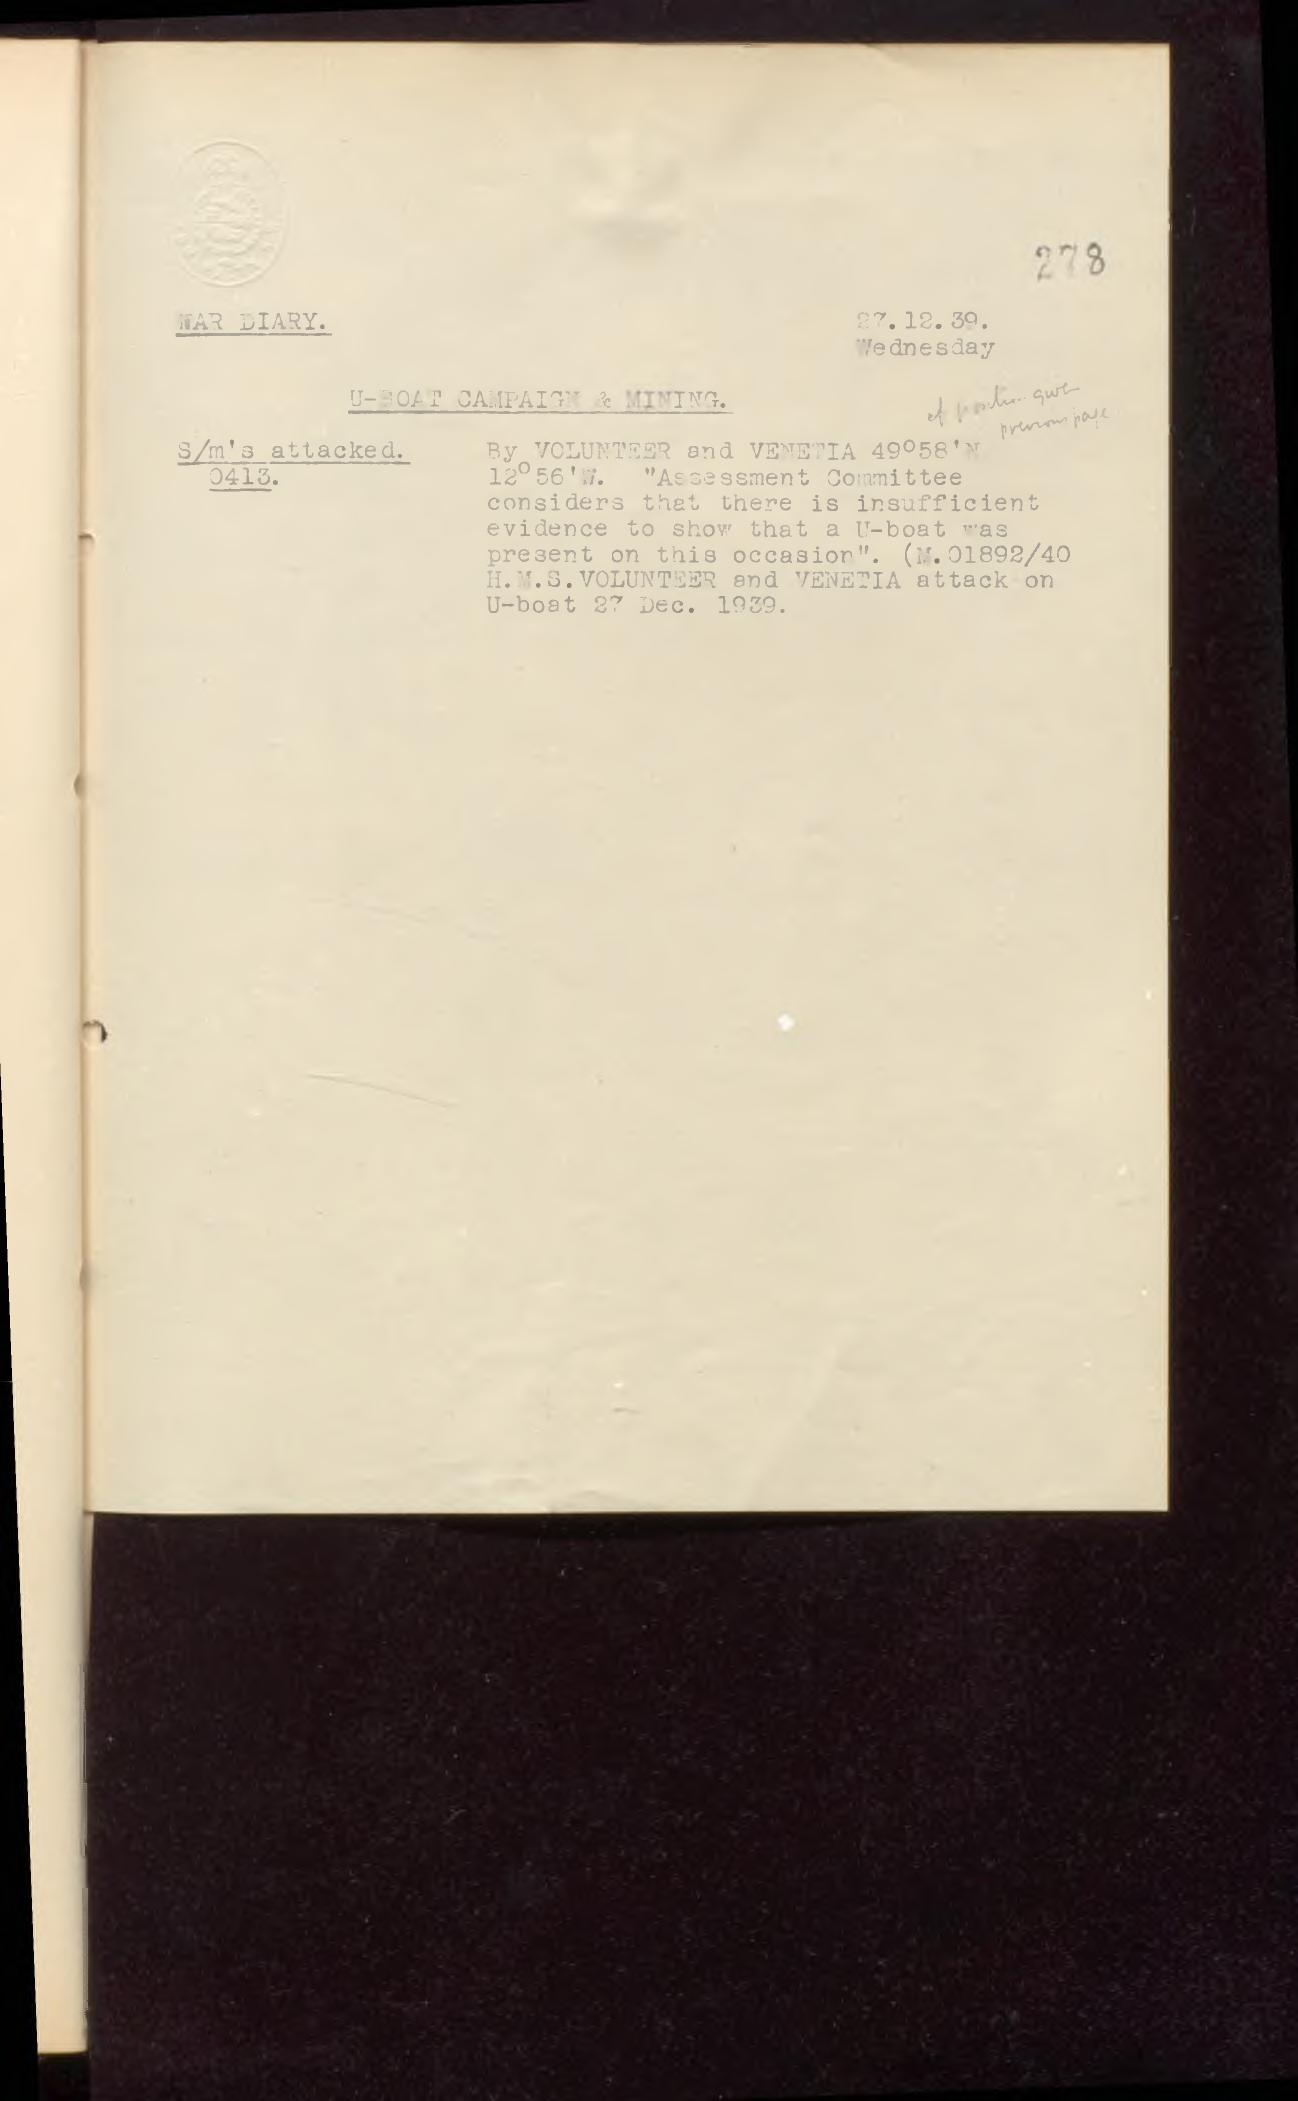 278
WAR DIARY.
27.12.39.
Wednesday
U-BOAT CAMPAIGN & MINING.
cf position give
previous page
S/m's attacked.
0413.
By VOLUNTEER and VENETIA 49°58'N
12°56'W. "Assessment Committee
considers that there is insufficient
evidence to show that a U-boat was
present on this occasion". (M.01892/40
H.M.S.VOLUNTEER and VENETIA attack on
U-boat 27 Dec. 1939.